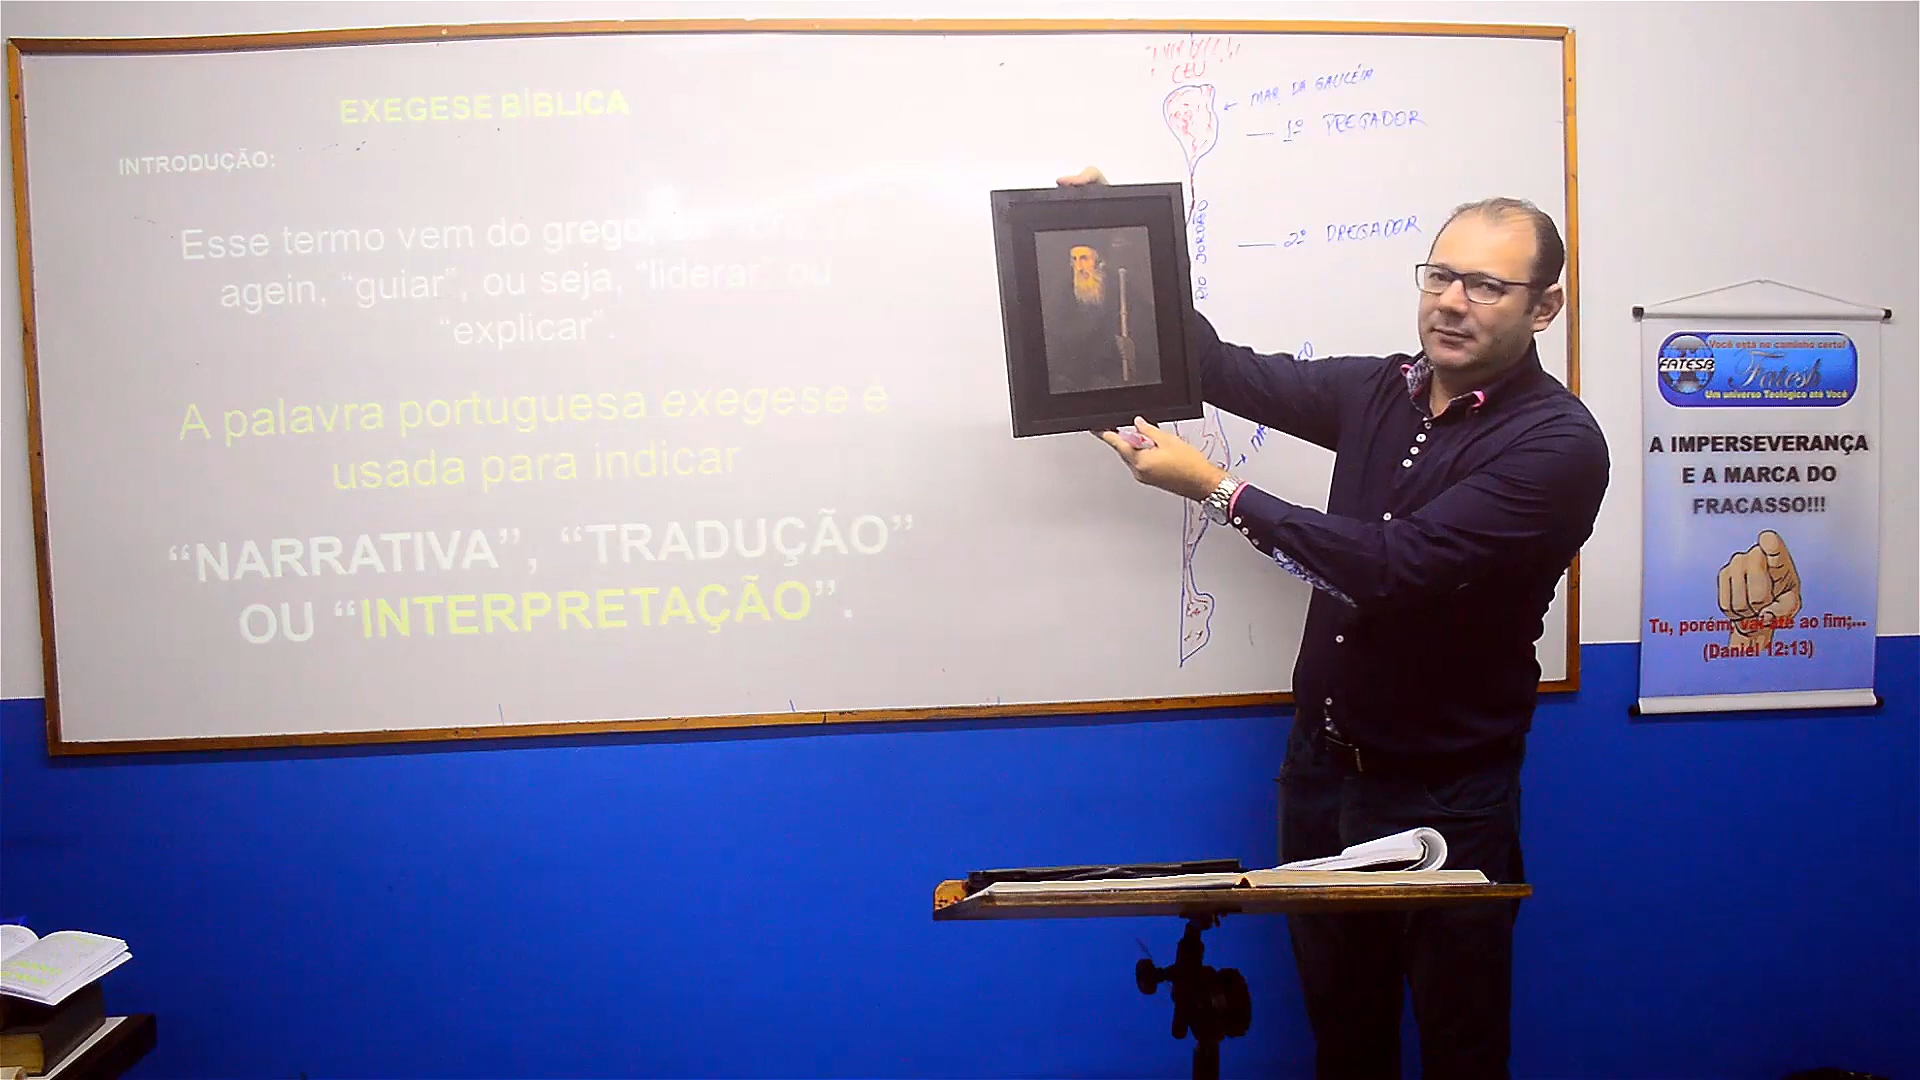 EXEGESE BÍBLICA
INTRODUÇÃO:
Esse termo vem do grego,
agein, “guiar”, ou seja, “liderar” ou
“explicar”.
A palavra portuguesa exegese é
usada para indicar
“NARRATIVA”, “TRADUÇÃO”
OU “INTERPRETAÇÃO”.
CEU
← MAR DA GALILÉIA
— 1º PREGADOR
RIO JORDÃO
— 2º PREGADOR
Você está no caminho certo!
FATESB
Fatesb
Um universo Teológico até Você
A IMPERSEVERANÇA
E A MARCA DO
FRACASSO!!!
Tu, porém, vai até ao fim;...
(Daniel 12:13)